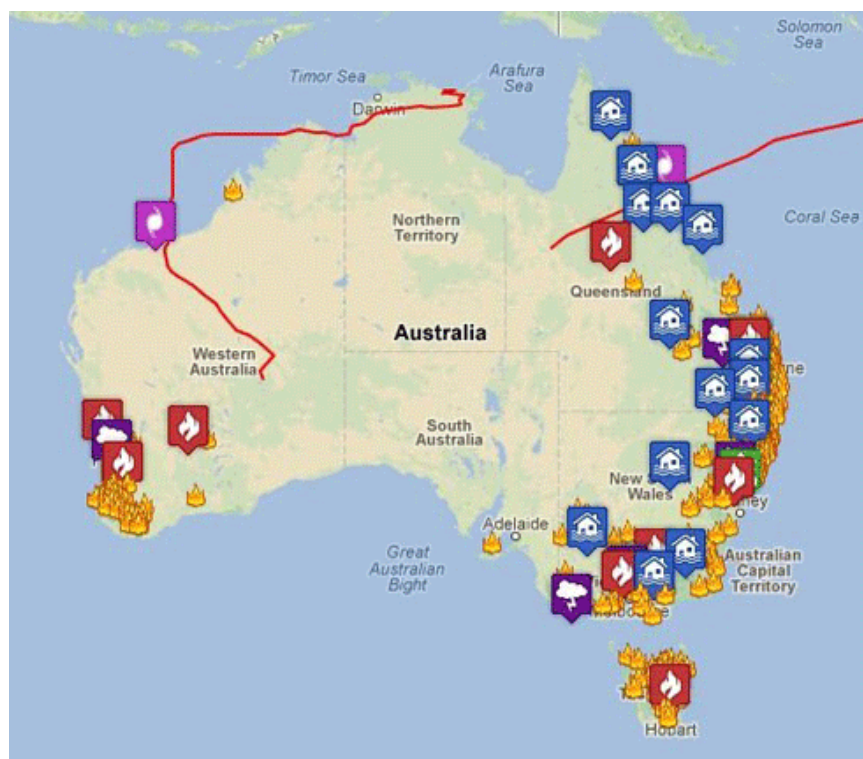 Solomon
Sea
Timor Sea
Arafura
Sea
Darwin
Coral Sea
Northern
Territory
Queensland
Australia
Western
Australia
South
Australia
New
Wales
Adelaide
Great
Australian
Bight
Australian
Capital
Territory
Hobart